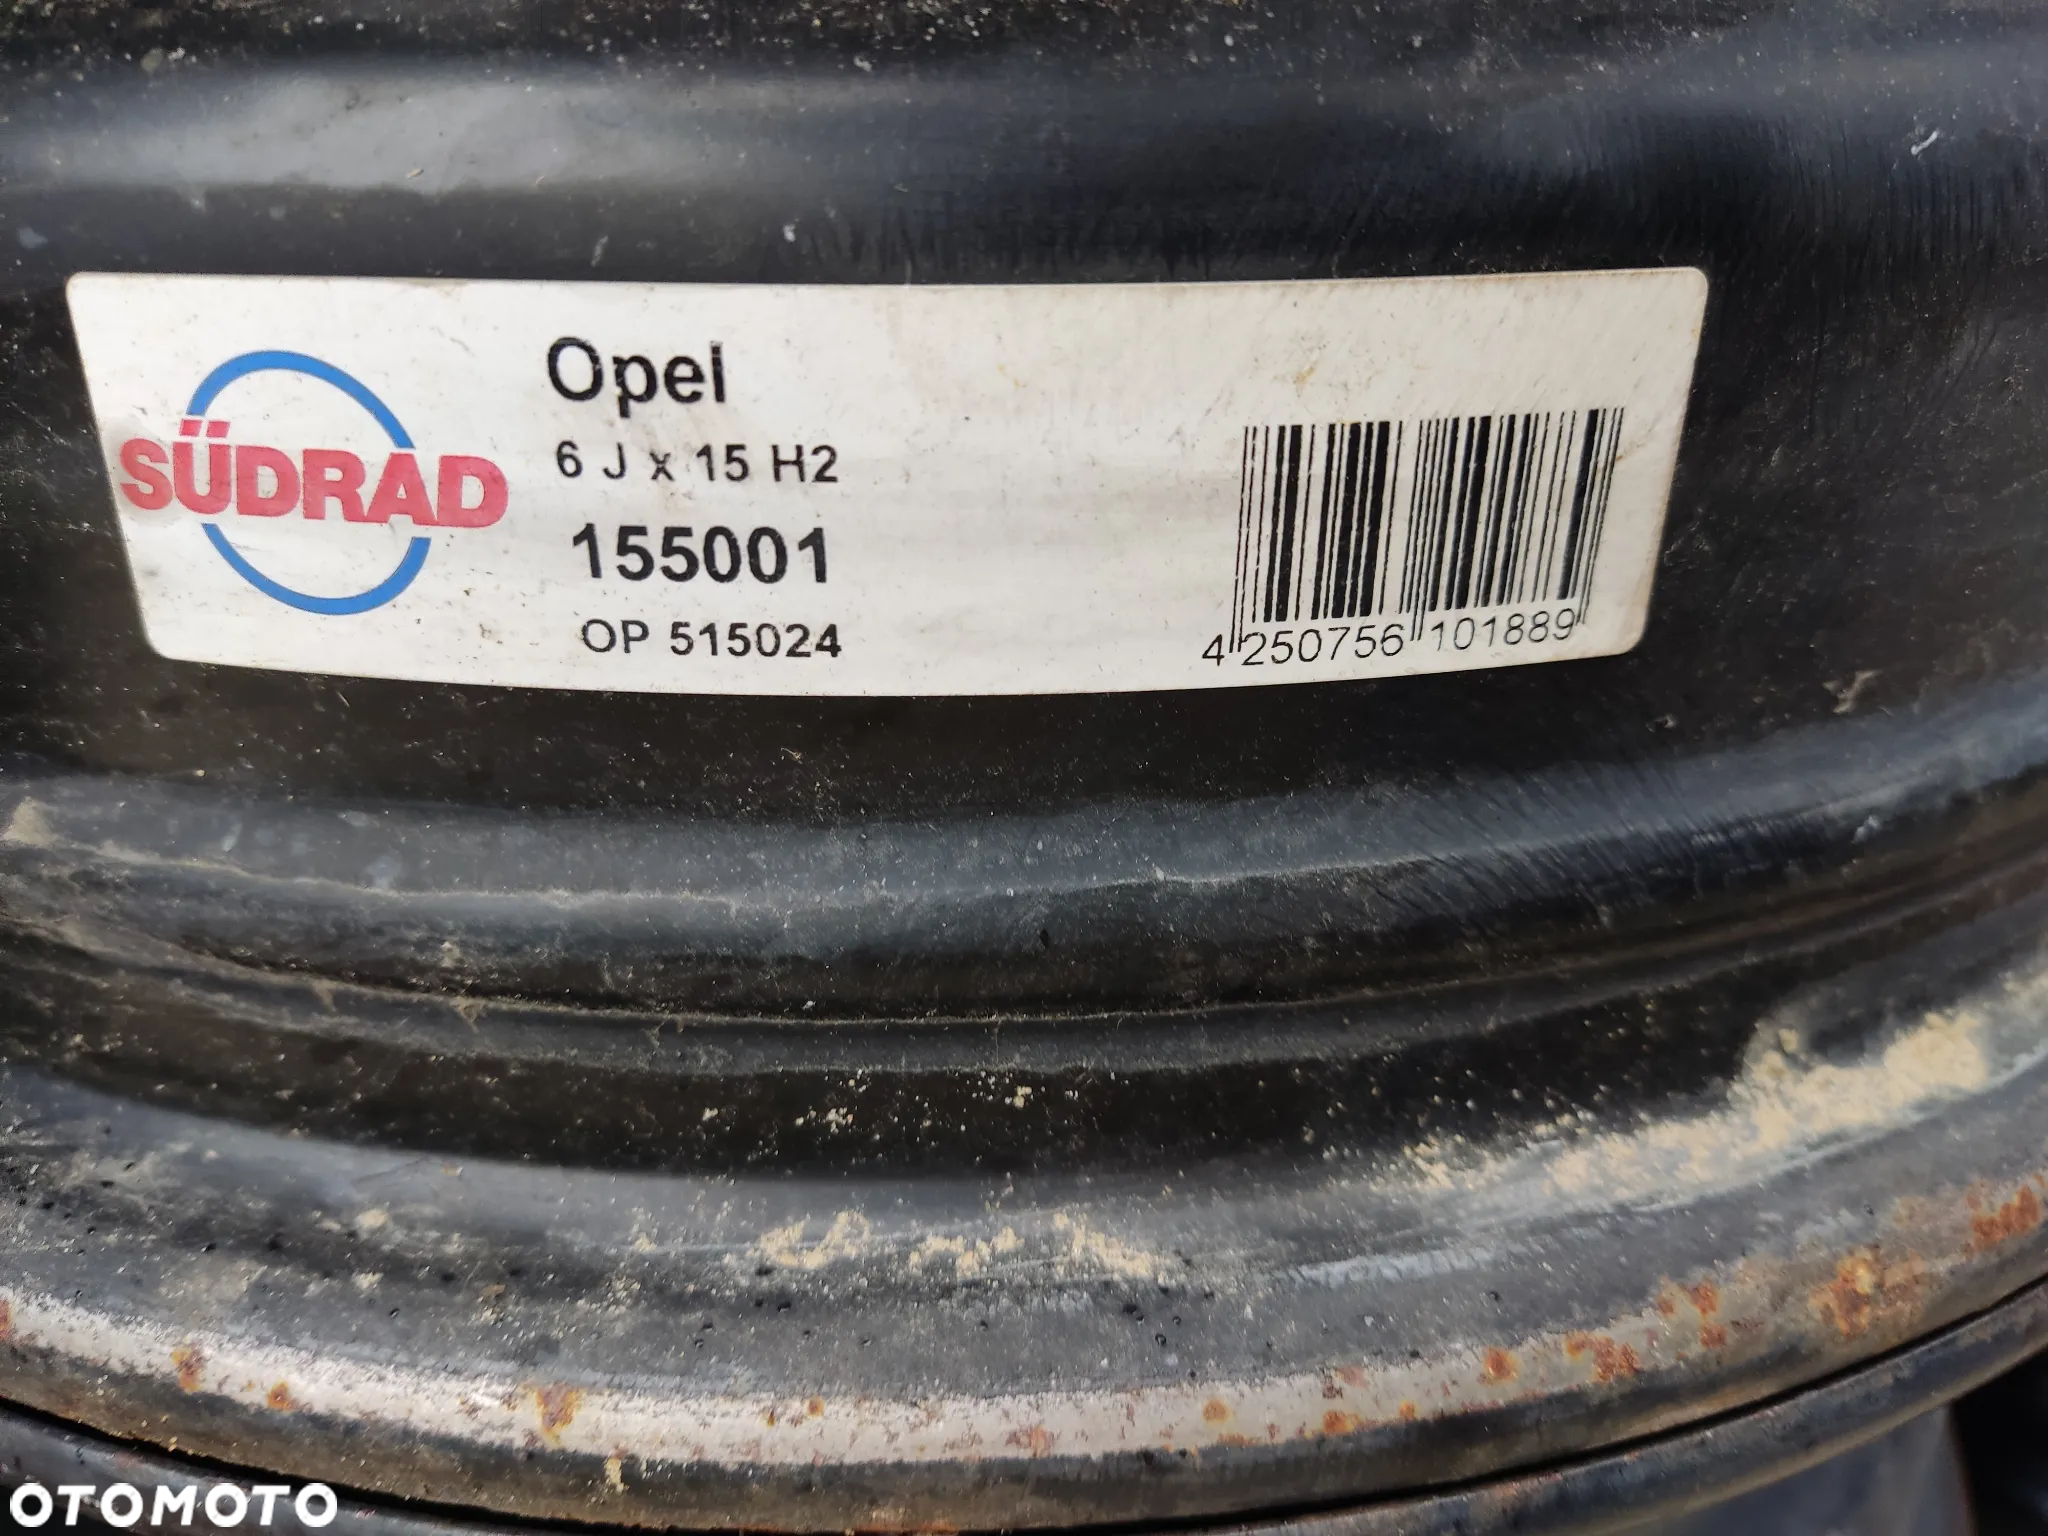 SÜDRAD
Opel
6 J x 15 H2
155001
OP 515024
4 250756 101889
OTOMOTO